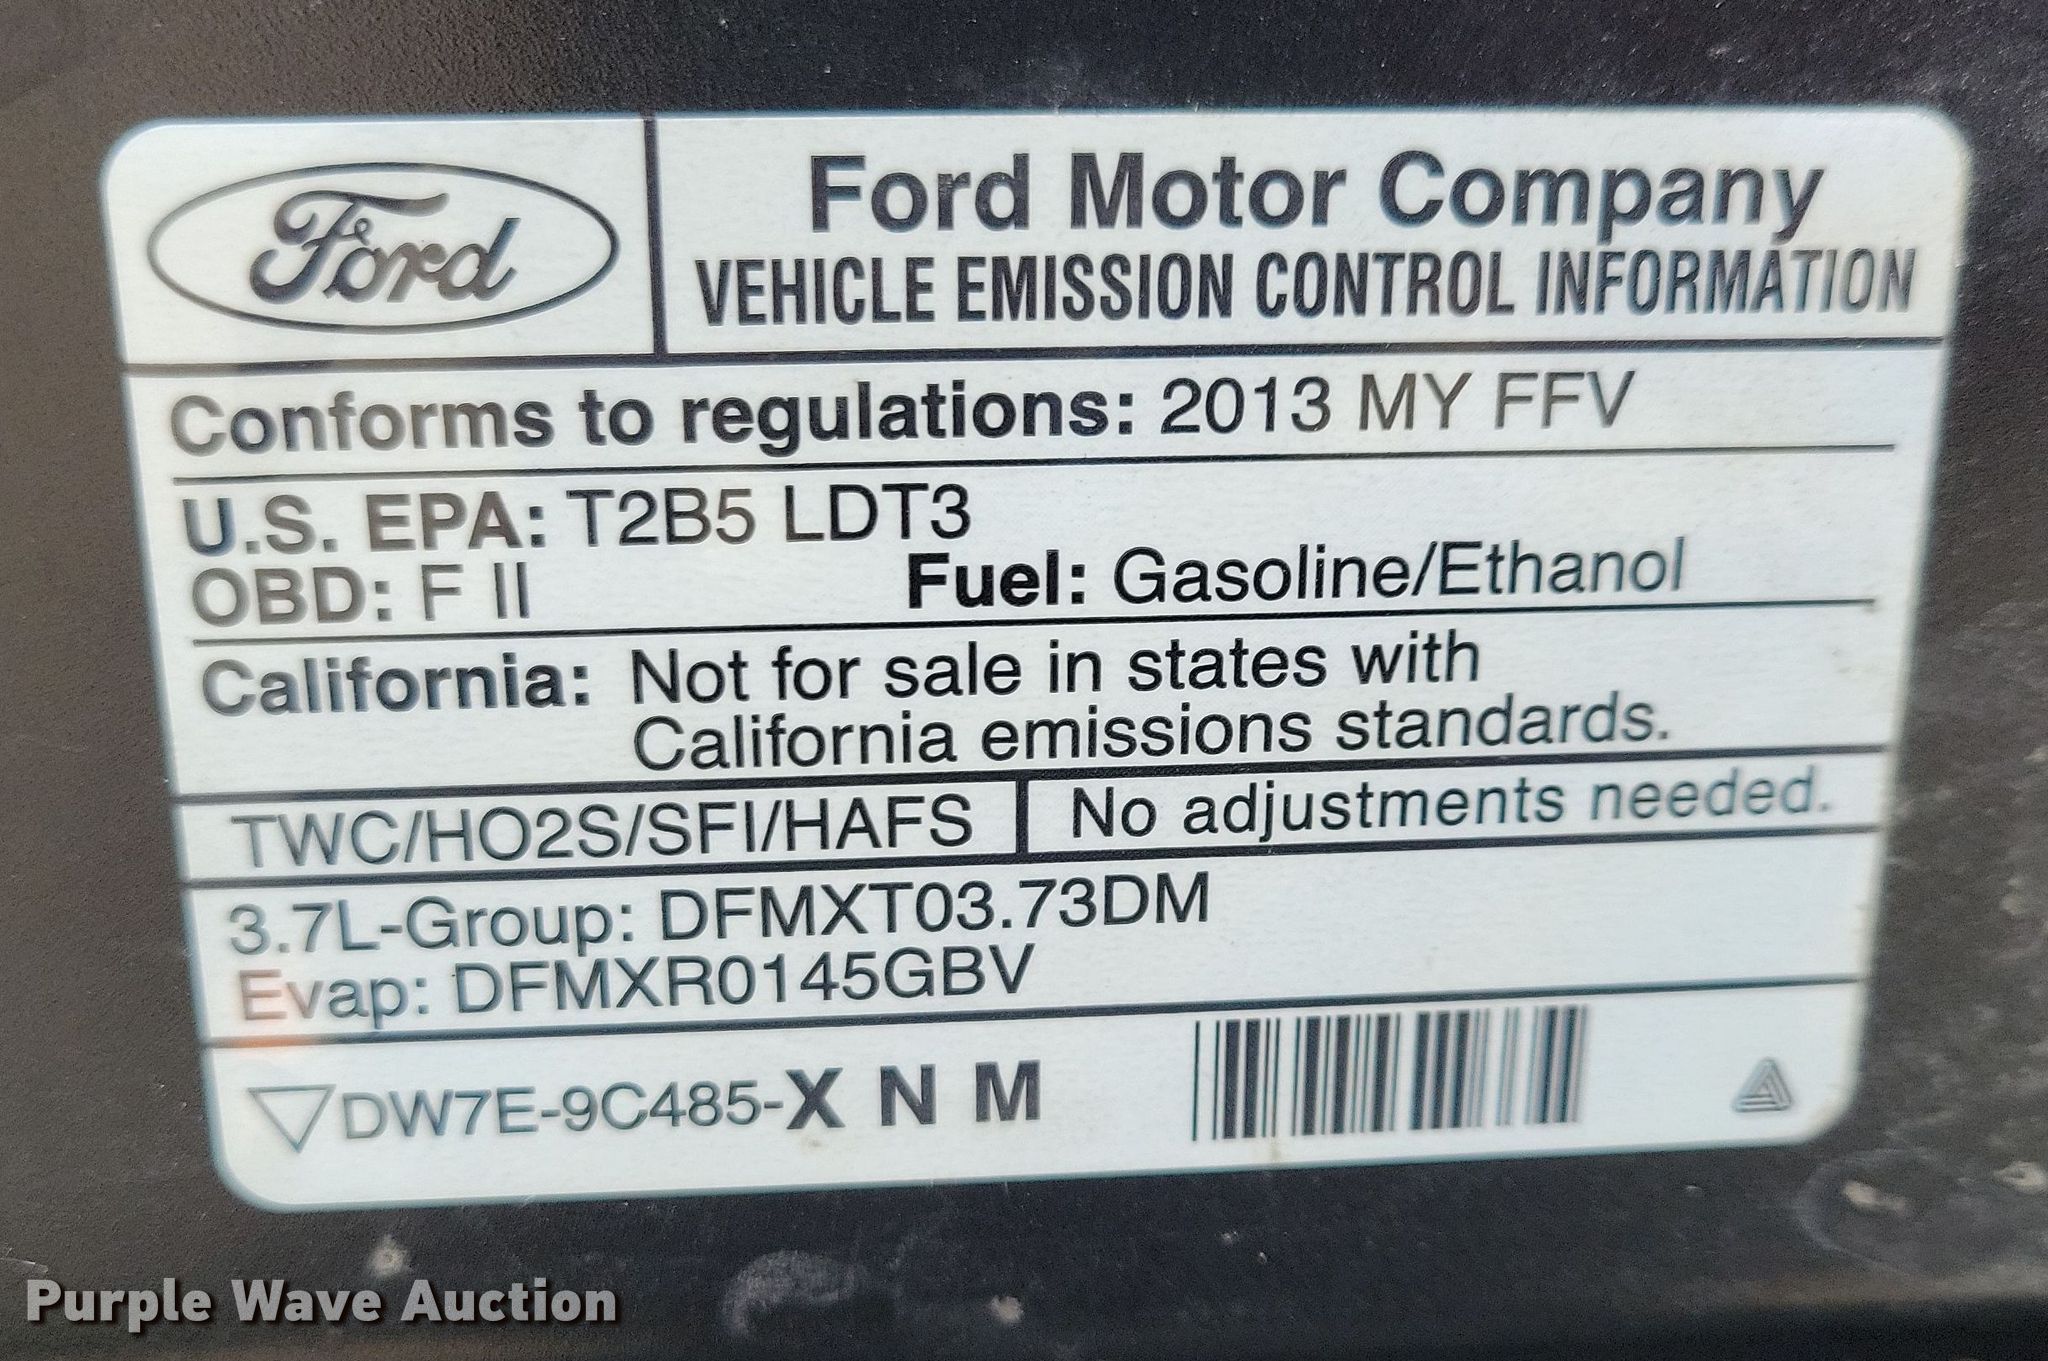 Ford
Ford Motor Company
VEHICLE EMISSION CONTROL INFORMATION
Conforms to regulations: 2013 MY FFV
U.S. EPA: T2B5 LDT3
OBD: F II Fuel: Gasoline/Ethanol
California: Not for sale in states with
California emissions standards.
TWC/HO2S/SFI/HAFS No adjustments needed.
3.7L-Group: DFMXT03.73DM
Evap: DFMXR0145GBV
DW7E-9C485-X N M
Purple Wave Auction